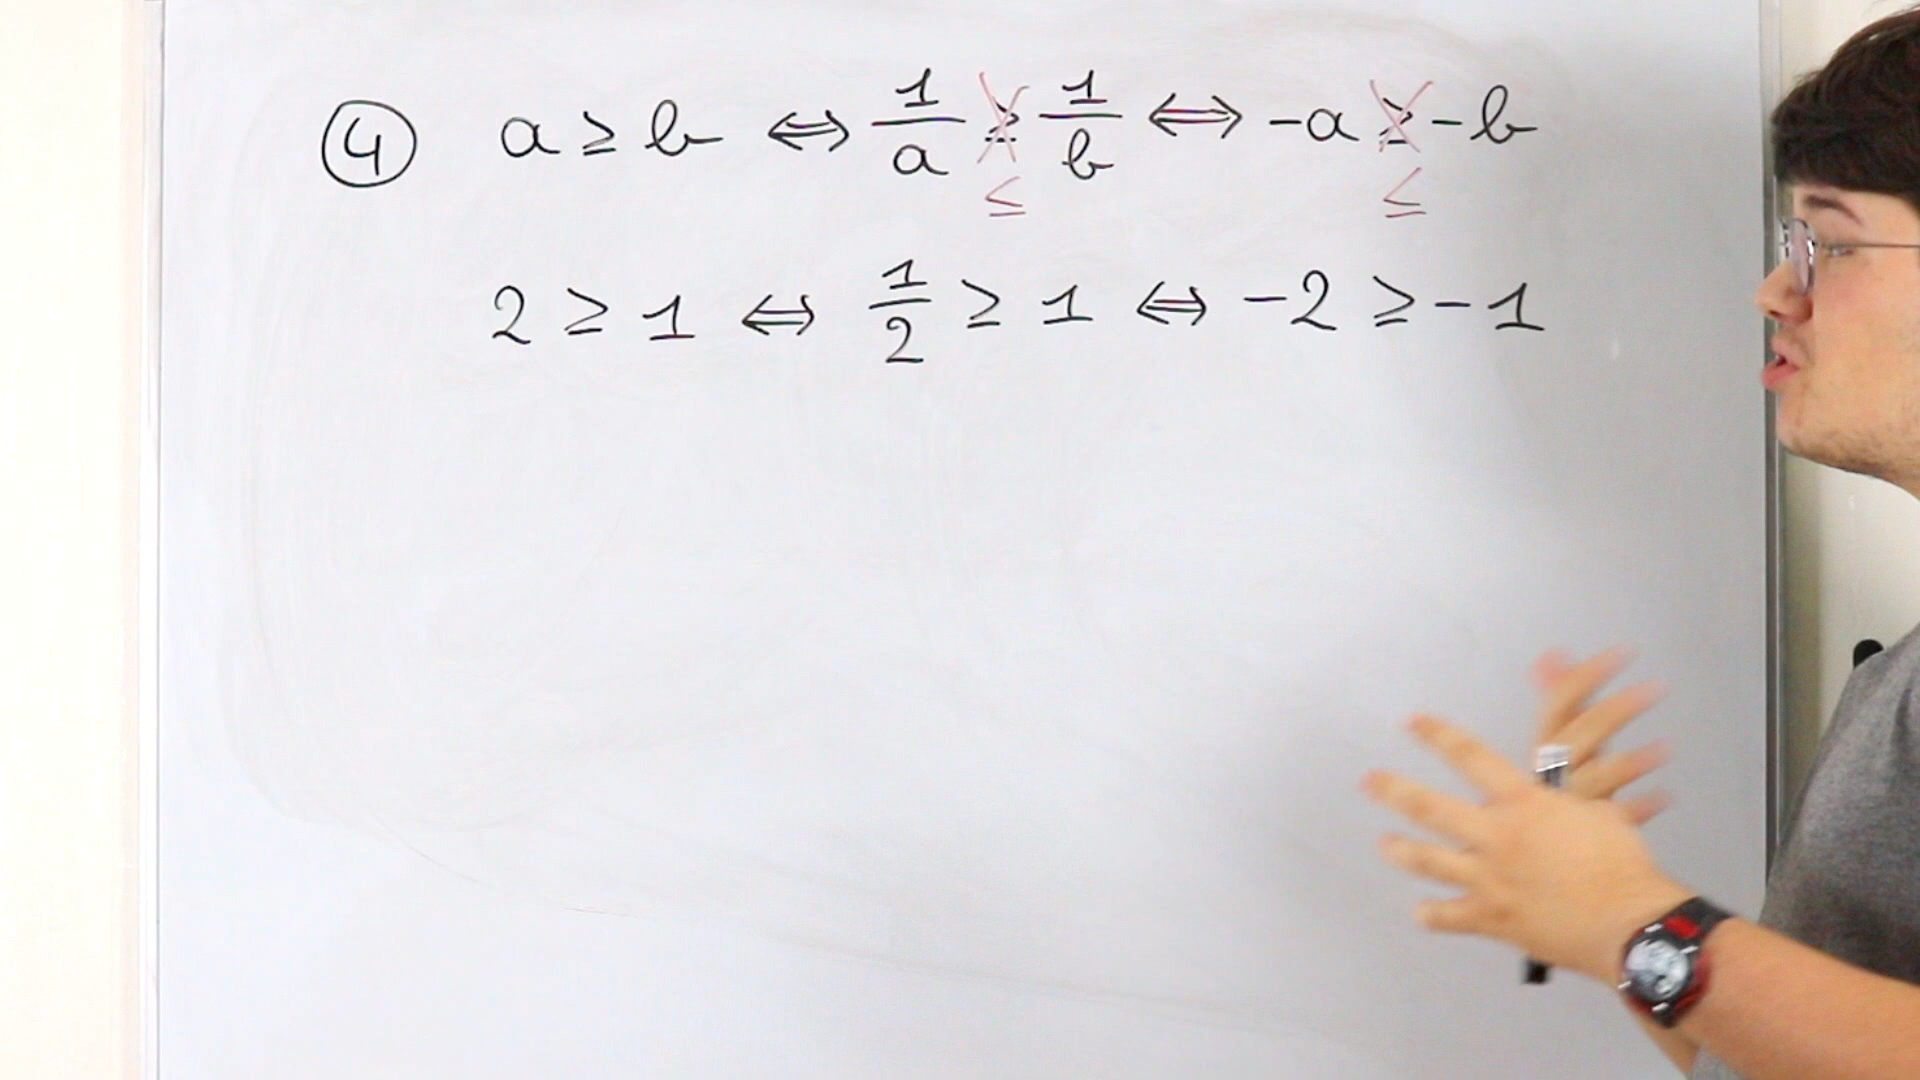 ④ a ≥ b ⟺ 1/a ≥ 1/b ⟺ -a ≥ -b
≤ ≤
2 ≥ 1 ⟺ 1/2 ≥ 1 ⟺ -2 ≥ -1